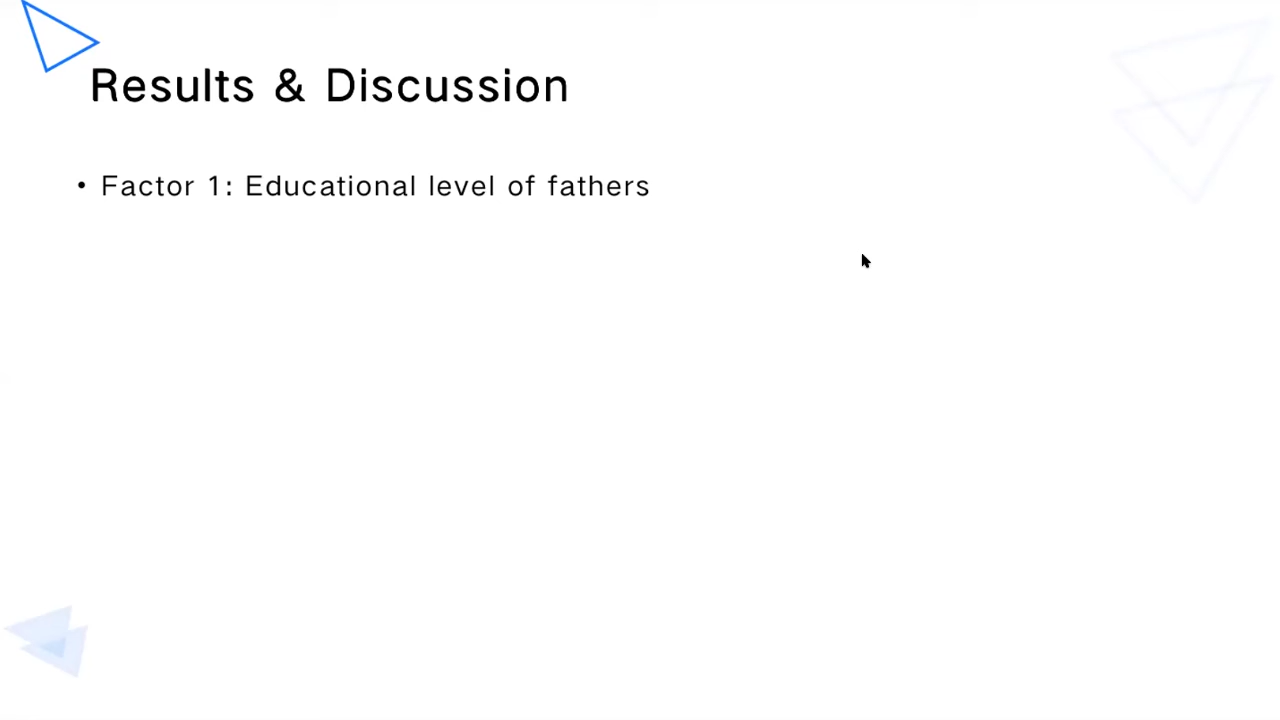 Results & Discussion
• Factor 1: Educational level of fathers